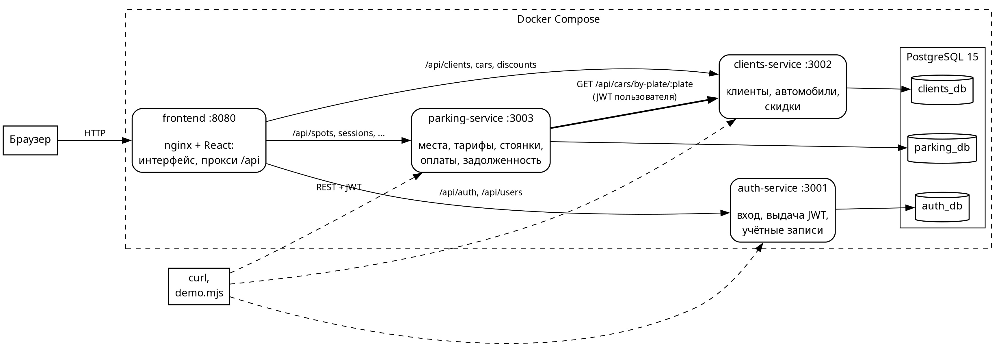 Docker Compose
PostgreSQL 15
clients-service :3002
клиенты, автомобили,
скидки
clients_db
/api/clients, cars, discounts
GET /api/cars/by-plate/:plate
(JWT пользователя)
Браузер
HTTP
frontend :8080
nginx + React:
интерфейс, прокси /api
/api/spots, sessions, ...
parking-service :3003
места, тарифы, стоянки,
оплаты, задолженность
parking_db
REST + JWT
/api/auth, /api/users
auth-service :3001
вход, выдача JWT,
учётные записи
auth_db
curl,
demo.mjs